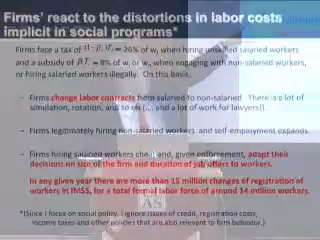 Firms' react to the distortions in labor costs
implicit in social programs*
Firms face a tax of = 26% of wf when hiring unskilled salaried workers
and a subsidy of = 8% of wi or wr, when engaging with non-salaried workers,
or hiring salaried workers illegally. On this basis:
– Firms change labor contracts from salaried to non-salaried. There is a lot of
simulation, rotation, and so on (… and a lot of work for lawyers!).
– Firms legitimately hiring non-salaried workers and self-employment expands.
– Firms hiring salaried workers cheat and, given enforcement, adapt their
decisions on size of the firm and duration of job offers to workers.
In any given year there are more than 15 million changes of registration of
workers in IMSS, for a total formal labor force of around 14 million workers.
*(Since I focus on social policy, I ignore issues of credit, registration costs,
income taxes and other policies that are also relevant to firm behavior.)